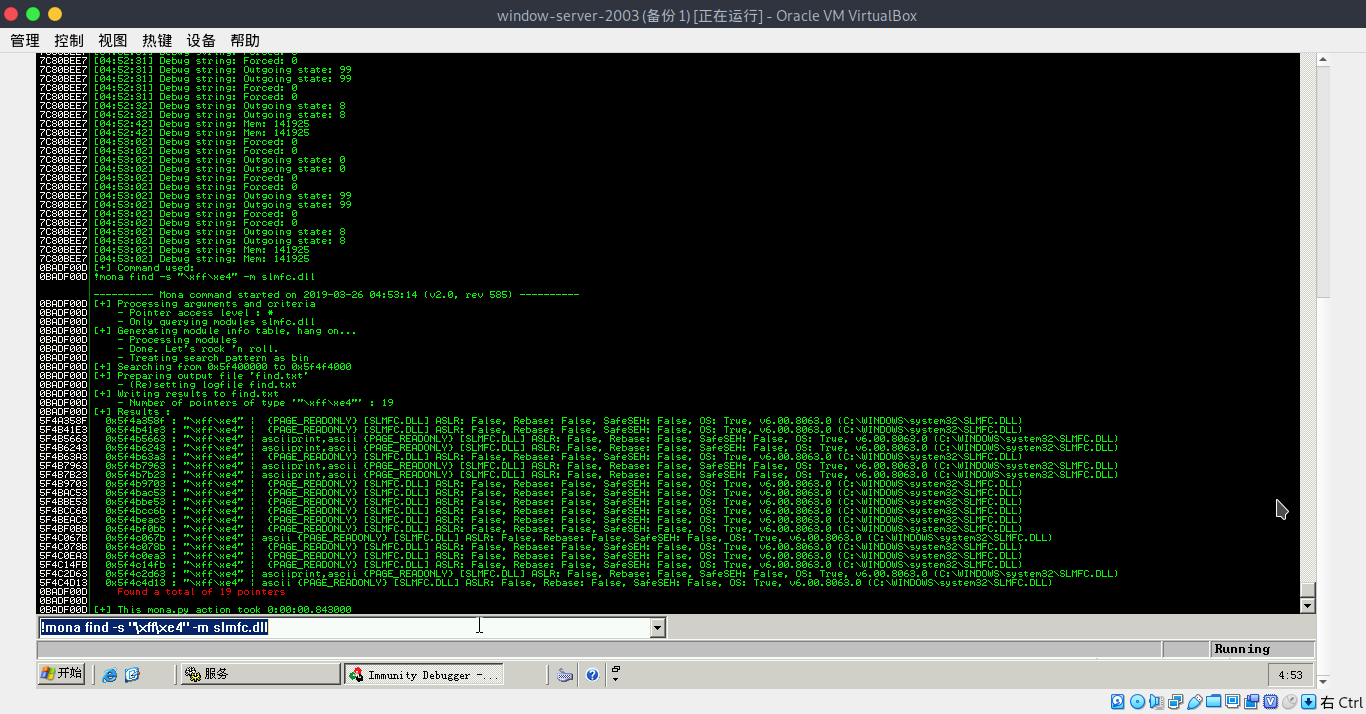 window-server-2003 (备份 1) [正在运行] - Oracle VM VirtualBox
管理 控制 视图 热键 设备 帮助
7C80BEE7 [04:52:31] Debug string: Forced: 0
7C80BEE7 [04:52:31] Debug string: Outgoing state: 99
7C80BEE7 [04:52:31] Debug string: Outgoing state: 99
7C80BEE7 [04:52:31] Debug string: Forced: 0
7C80BEE7 [04:52:31] Debug string: Forced: 0
7C80BEE7 [04:52:32] Debug string: Outgoing state: 8
7C80BEE7 [04:52:32] Debug string: Outgoing state: 8
7C80BEE7 [04:52:42] Debug string: Mem: 141925
7C80BEE7 [04:52:42] Debug string: Mem: 141925
7C80BEE7 [04:53:02] Debug string: Forced: 0
7C80BEE7 [04:53:02] Debug string: Forced: 0
7C80BEE7 [04:53:02] Debug string: Outgoing state: 0
7C80BEE7 [04:53:02] Debug string: Outgoing state: 0
7C80BEE7 [04:53:02] Debug string: Forced: 0
7C80BEE7 [04:53:02] Debug string: Forced: 0
7C80BEE7 [04:53:02] Debug string: Outgoing state: 99
7C80BEE7 [04:53:02] Debug string: Outgoing state: 99
7C80BEE7 [04:53:02] Debug string: Forced: 0
7C80BEE7 [04:53:02] Debug string: Forced: 0
7C80BEE7 [04:53:02] Debug string: Outgoing state: 8
7C80BEE7 [04:53:02] Debug string: Outgoing state: 8
7C80BEE7 [04:53:02] Debug string: Mem: 141925
7C80BEE7 [04:53:02] Debug string: Mem: 141925
0BADF00D [+] Command used:
0BADF00D !mona find -s "\xff\xe4" -m slmfc.dll
---------- Mona command started on 2019-03-26 04:53:14 (v2.0, rev 585) ----------
0BADF00D [+] Processing arguments and criteria
0BADF00D - Pointer access level : *
0BADF00D - Only querying modules slmfc.dll
0BADF00D [+] Generating module info table, hang on...
0BADF00D - Processing modules
0BADF00D - Done. Let's rock 'n roll.
0BADF00D - Treating search pattern as bin
0BADF00D [+] Searching from 0x5f400000 to 0x5f4f4000
0BADF00D [+] Preparing output file 'find.txt'
0BADF00D - (Re)setting logfile find.txt
0BADF00D [+] Writing results to find.txt
0BADF00D - Number of pointers of type '"\xff\xe4"' : 19
0BADF00D [+] Results :
5F4A358F 0x5f4a358f : "\xff\xe4" | {PAGE_READONLY} [SLMFC.DLL] ASLR: False, Rebase: False, SafeSEH: False, OS: True, v6.00.8063.0 (C:\WINDOWS\system32\SLMFC.DLL)
5F4B41E3 0x5f4b41e3 : "\xff\xe4" | {PAGE_READONLY} [SLMFC.DLL] ASLR: False, Rebase: False, SafeSEH: False, OS: True, v6.00.8063.0 (C:\WINDOWS\system32\SLMFC.DLL)
5F4B5663 0x5f4b5663 : "\xff\xe4" | asciiprint,ascii {PAGE_READONLY} [SLMFC.DLL] ASLR: False, Rebase: False, SafeSEH: False, OS: True, v6.00.8063.0 (C:\WINDOWS\system32\SLMFC.DLL)
5F4B6243 0x5f4b6243 : "\xff\xe4" | asciiprint,ascii {PAGE_READONLY} [SLMFC.DLL] ASLR: False, Rebase: False, SafeSEH: False, OS: True, v6.00.8063.0 (C:\WINDOWS\system32\SLMFC.DLL)
5F4B63A3 0x5f4b63a3 : "\xff\xe4" | {PAGE_READONLY} [SLMFC.DLL] ASLR: False, Rebase: False, SafeSEH: False, OS: True, v6.00.8063.0 (C:\WINDOWS\system32\SLMFC.DLL)
5F4B7963 0x5f4b7963 : "\xff\xe4" | asciiprint,ascii {PAGE_READONLY} [SLMFC.DLL] ASLR: False, Rebase: False, SafeSEH: False, OS: True, v6.00.8063.0 (C:\WINDOWS\system32\SLMFC.DLL)
5F4B7B23 0x5f4b7b23 : "\xff\xe4" | asciiprint,ascii {PAGE_READONLY} [SLMFC.DLL] ASLR: False, Rebase: False, SafeSEH: False, OS: True, v6.00.8063.0 (C:\WINDOWS\system32\SLMFC.DLL)
5F4B9703 0x5f4b9703 : "\xff\xe4" | {PAGE_READONLY} [SLMFC.DLL] ASLR: False, Rebase: False, SafeSEH: False, OS: True, v6.00.8063.0 (C:\WINDOWS\system32\SLMFC.DLL)
5F4BAC53 0x5f4bac53 : "\xff\xe4" | {PAGE_READONLY} [SLMFC.DLL] ASLR: False, Rebase: False, SafeSEH: False, OS: True, v6.00.8063.0 (C:\WINDOWS\system32\SLMFC.DLL)
5F4BBE53 0x5f4bbe53 : "\xff\xe4" | {PAGE_READONLY} [SLMFC.DLL] ASLR: False, Rebase: False, SafeSEH: False, OS: True, v6.00.8063.0 (C:\WINDOWS\system32\SLMFC.DLL)
5F4BCC6B 0x5f4bcc6b : "\xff\xe4" | {PAGE_READONLY} [SLMFC.DLL] ASLR: False, Rebase: False, SafeSEH: False, OS: True, v6.00.8063.0 (C:\WINDOWS\system32\SLMFC.DLL)
5F4BEAC3 0x5f4beac3 : "\xff\xe4" | {PAGE_READONLY} [SLMFC.DLL] ASLR: False, Rebase: False, SafeSEH: False, OS: True, v6.00.8063.0 (C:\WINDOWS\system32\SLMFC.DLL)
5F4BF0BB 0x5f4bf0bb : "\xff\xe4" | {PAGE_READONLY} [SLMFC.DLL] ASLR: False, Rebase: False, SafeSEH: False, OS: True, v6.00.8063.0 (C:\WINDOWS\system32\SLMFC.DLL)
5F4C067B 0x5f4c067b : "\xff\xe4" | ascii {PAGE_READONLY} [SLMFC.DLL] ASLR: False, Rebase: False, SafeSEH: False, OS: True, v6.00.8063.0 (C:\WINDOWS\system32\SLMFC.DLL)
5F4C078B 0x5f4c078b : "\xff\xe4" | {PAGE_READONLY} [SLMFC.DLL] ASLR: False, Rebase: False, SafeSEH: False, OS: True, v6.00.8063.0 (C:\WINDOWS\system32\SLMFC.DLL)
5F4C0EA3 0x5f4c0ea3 : "\xff\xe4" | {PAGE_READONLY} [SLMFC.DLL] ASLR: False, Rebase: False, SafeSEH: False, OS: True, v6.00.8063.0 (C:\WINDOWS\system32\SLMFC.DLL)
5F4C14FB 0x5f4c14fb : "\xff\xe4" | {PAGE_READONLY} [SLMFC.DLL] ASLR: False, Rebase: False, SafeSEH: False, OS: True, v6.00.8063.0 (C:\WINDOWS\system32\SLMFC.DLL)
5F4C2D63 0x5f4c2d63 : "\xff\xe4" | asciiprint,ascii {PAGE_READONLY} [SLMFC.DLL] ASLR: False, Rebase: False, SafeSEH: False, OS: True, v6.00.8063.0 (C:\WINDOWS\system32\SLMFC.DLL)
5F4C4D13 0x5f4c4d13 : "\xff\xe4" | ascii {PAGE_READONLY} [SLMFC.DLL] ASLR: False, Rebase: False, SafeSEH: False, OS: True, v6.00.8063.0 (C:\WINDOWS\system32\SLMFC.DLL)
0BADF00D Found a total of 19 pointers
0BADF00D
0BADF00D [+] This mona.py action took 0:00:00.843000
!mona find -s "\xff\xe4" -m slmfc.dll
Running
开始 服务 Immunity Debugger -... 4:53
右 Ctrl